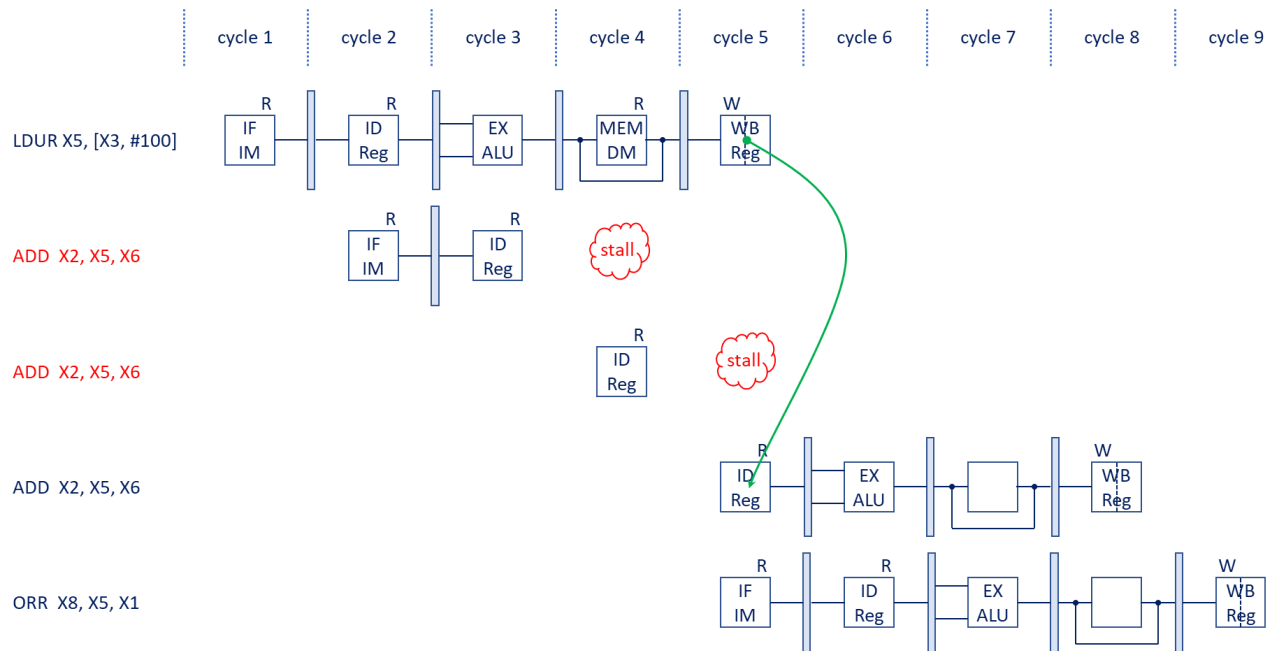 cycle 1 cycle 2 cycle 3 cycle 4 cycle 5 cycle 6 cycle 7 cycle 8 cycle 9
R R R W
LDUR X5, [X3, #100] IF ID EX MEM WB
IM Reg ALU DM Reg
R R
ADD X2, X5, X6 IF ID stall
IM Reg
R
ADD X2, X5, X6 ID stall
Reg
R W
ADD X2, X5, X6 ID EX WB
Reg ALU Reg
R R W
ORR X8, X5, X1 IF ID EX WB
IM Reg ALU Reg